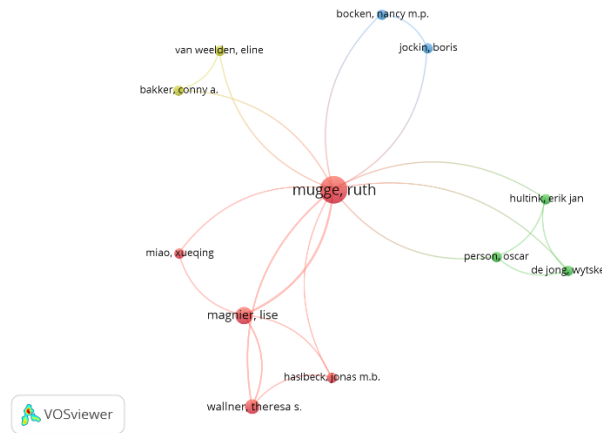 bocken, nancy m.p.
jockin, boris
van weelden, eline
bakker, conny a.
mugge, ruth
hultink, erik jan
person, oscar
de jong, wytske
miao, xueqing
magnier, lise
haslbeck, jonas m.b.
wallner, theresa s.
VOSviewer